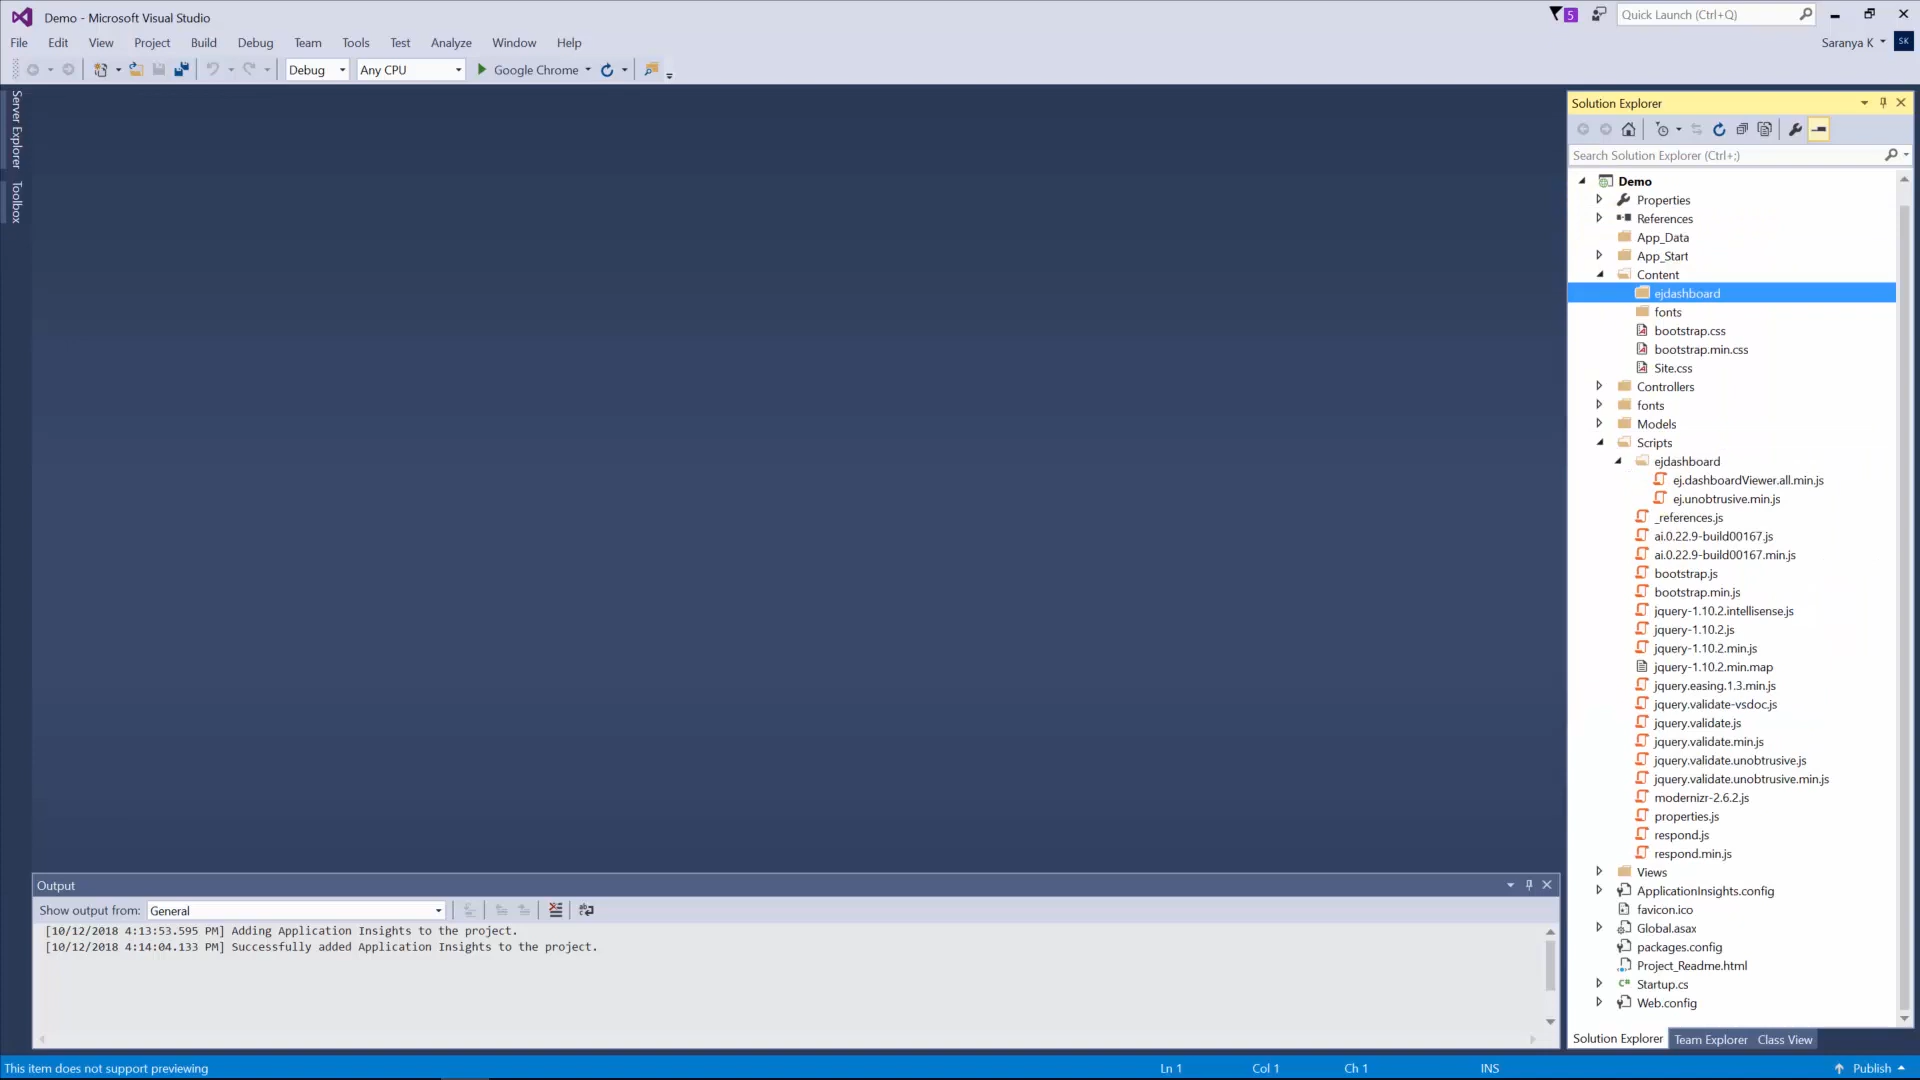 Demo - Microsoft Visual Studio
5
Quick Launch (Ctrl+Q)
File Edit View Project Build Debug Team Tools Test Analyze Window Help
Saranya K SK
Debug Any CPU Google Chrome
Server Explorer
Toolbox
Solution Explorer
Search Solution Explorer (Ctrl+;)
Demo
Properties
References
App_Data
App_Start
Content
ejdashboard
fonts
bootstrap.css
bootstrap.min.css
Site.css
Controllers
fonts
Models
Scripts
ejdashboard
ej.dashboardViewer.all.min.js
ej.unobtrusive.min.js
_references.js
ai.0.22.9-build00167.js
ai.0.22.9-build00167.min.js
bootstrap.js
bootstrap.min.js
jquery-1.10.2.intellisense.js
jquery-1.10.2.js
jquery-1.10.2.min.js
jquery-1.10.2.min.map
jquery.easing.1.3.min.js
jquery.validate-vsdoc.js
jquery.validate.js
jquery.validate.min.js
jquery.validate.unobtrusive.js
jquery.validate.unobtrusive.min.js
modernizr-2.6.2.js
properties.js
respond.js
respond.min.js
Views
ApplicationInsights.config
favicon.ico
Global.asax
packages.config
Project_Readme.html
C# Startup.cs
Web.config
Solution Explorer Team Explorer Class View
Output
Show output from: General
[10/12/2018 4:13:53.595 PM] Adding Application Insights to the project.
[10/12/2018 4:14:04.133 PM] Successfully added Application Insights to the project.
This item does not support previewing Ln 1 Col 1 Ch 1 INS Publish